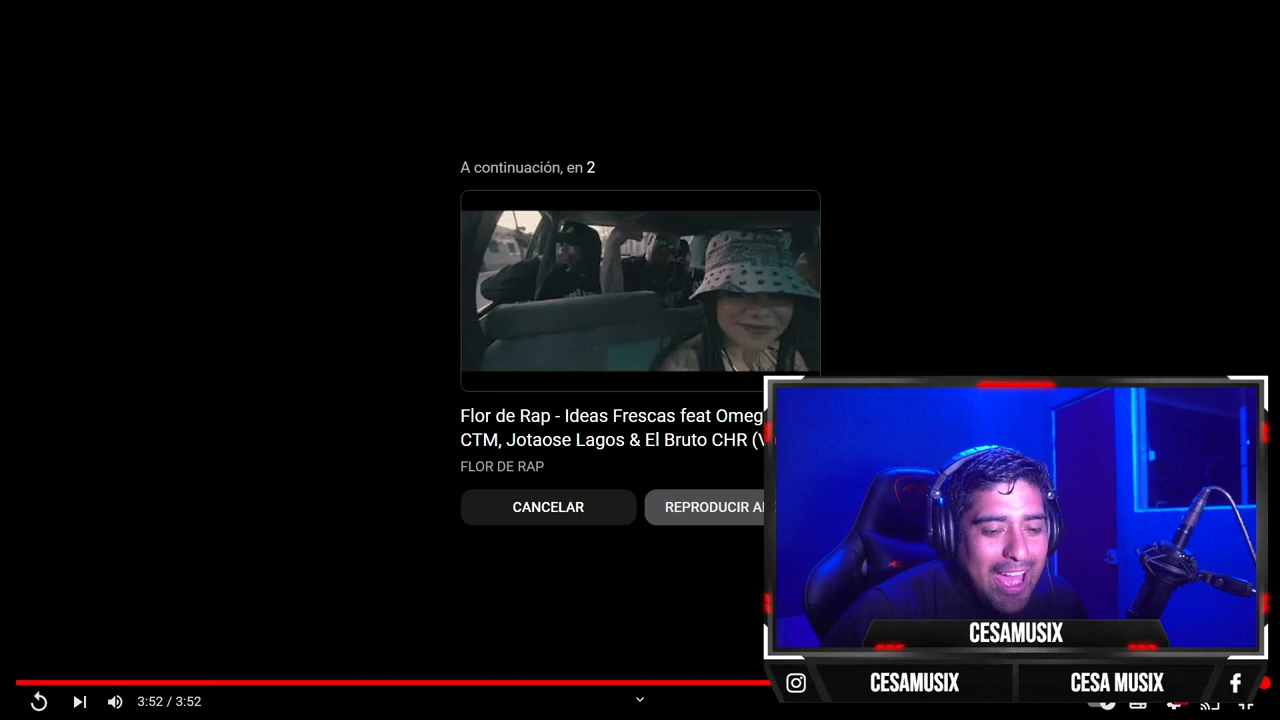 A continuación, en 2
Flor de Rap - Ideas Frescas feat Omeg
CTM, Jotaose Lagos & El Bruto CHR (V
FLOR DE RAP
CANCELAR
REPRODUCIR A
CESAMUSIX
CESAMUSIX
CESA MUSIX
3:52 / 3:52